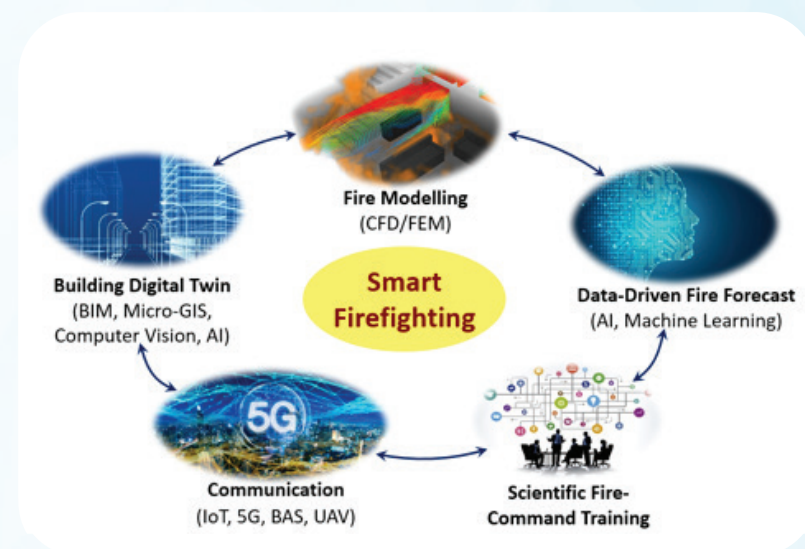 Fire Modelling
(CFD/FEM)
Building Digital Twin
(BIM, Micro-GIS,
Computer Vision, AI)
Smart
Firefighting
Data-Driven Fire Forecast
(AI, Machine Learning)
5G
Communication
(IoT, 5G, BAS, UAV)
Scientific Fire-
Command Training